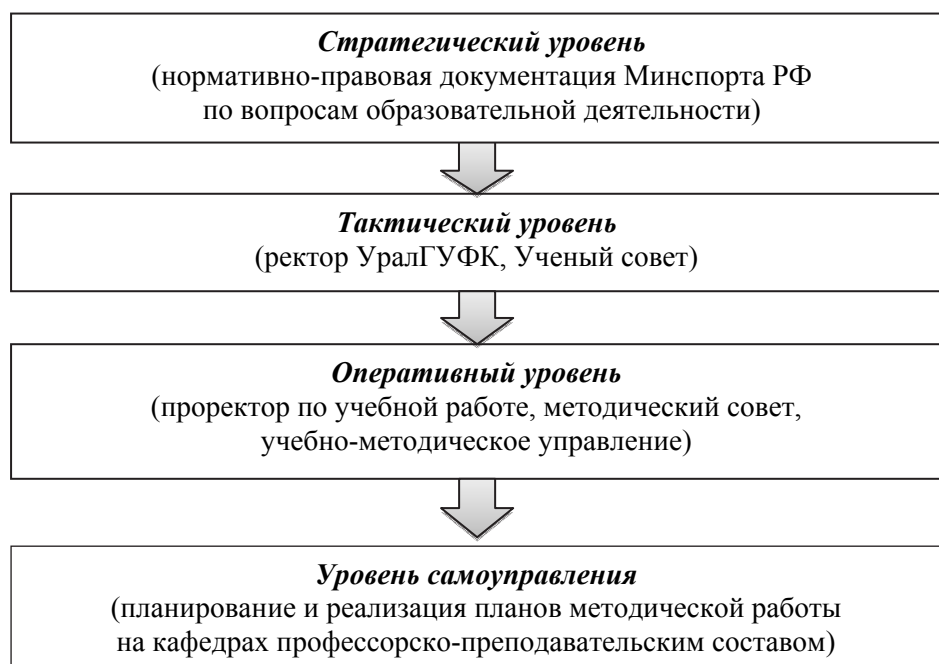 Стратегический уровень
(нормативно-правовая документация Минспорта РФ
по вопросам образовательной деятельности)
Тактический уровень
(ректор УралГУФК, Ученый совет)
Оперативный уровень
(проректор по учебной работе, методический совет,
учебно-методическое управление)
Уровень самоуправления
(планирование и реализация планов методической работы
на кафедрах профессорско-преподавательским составом)